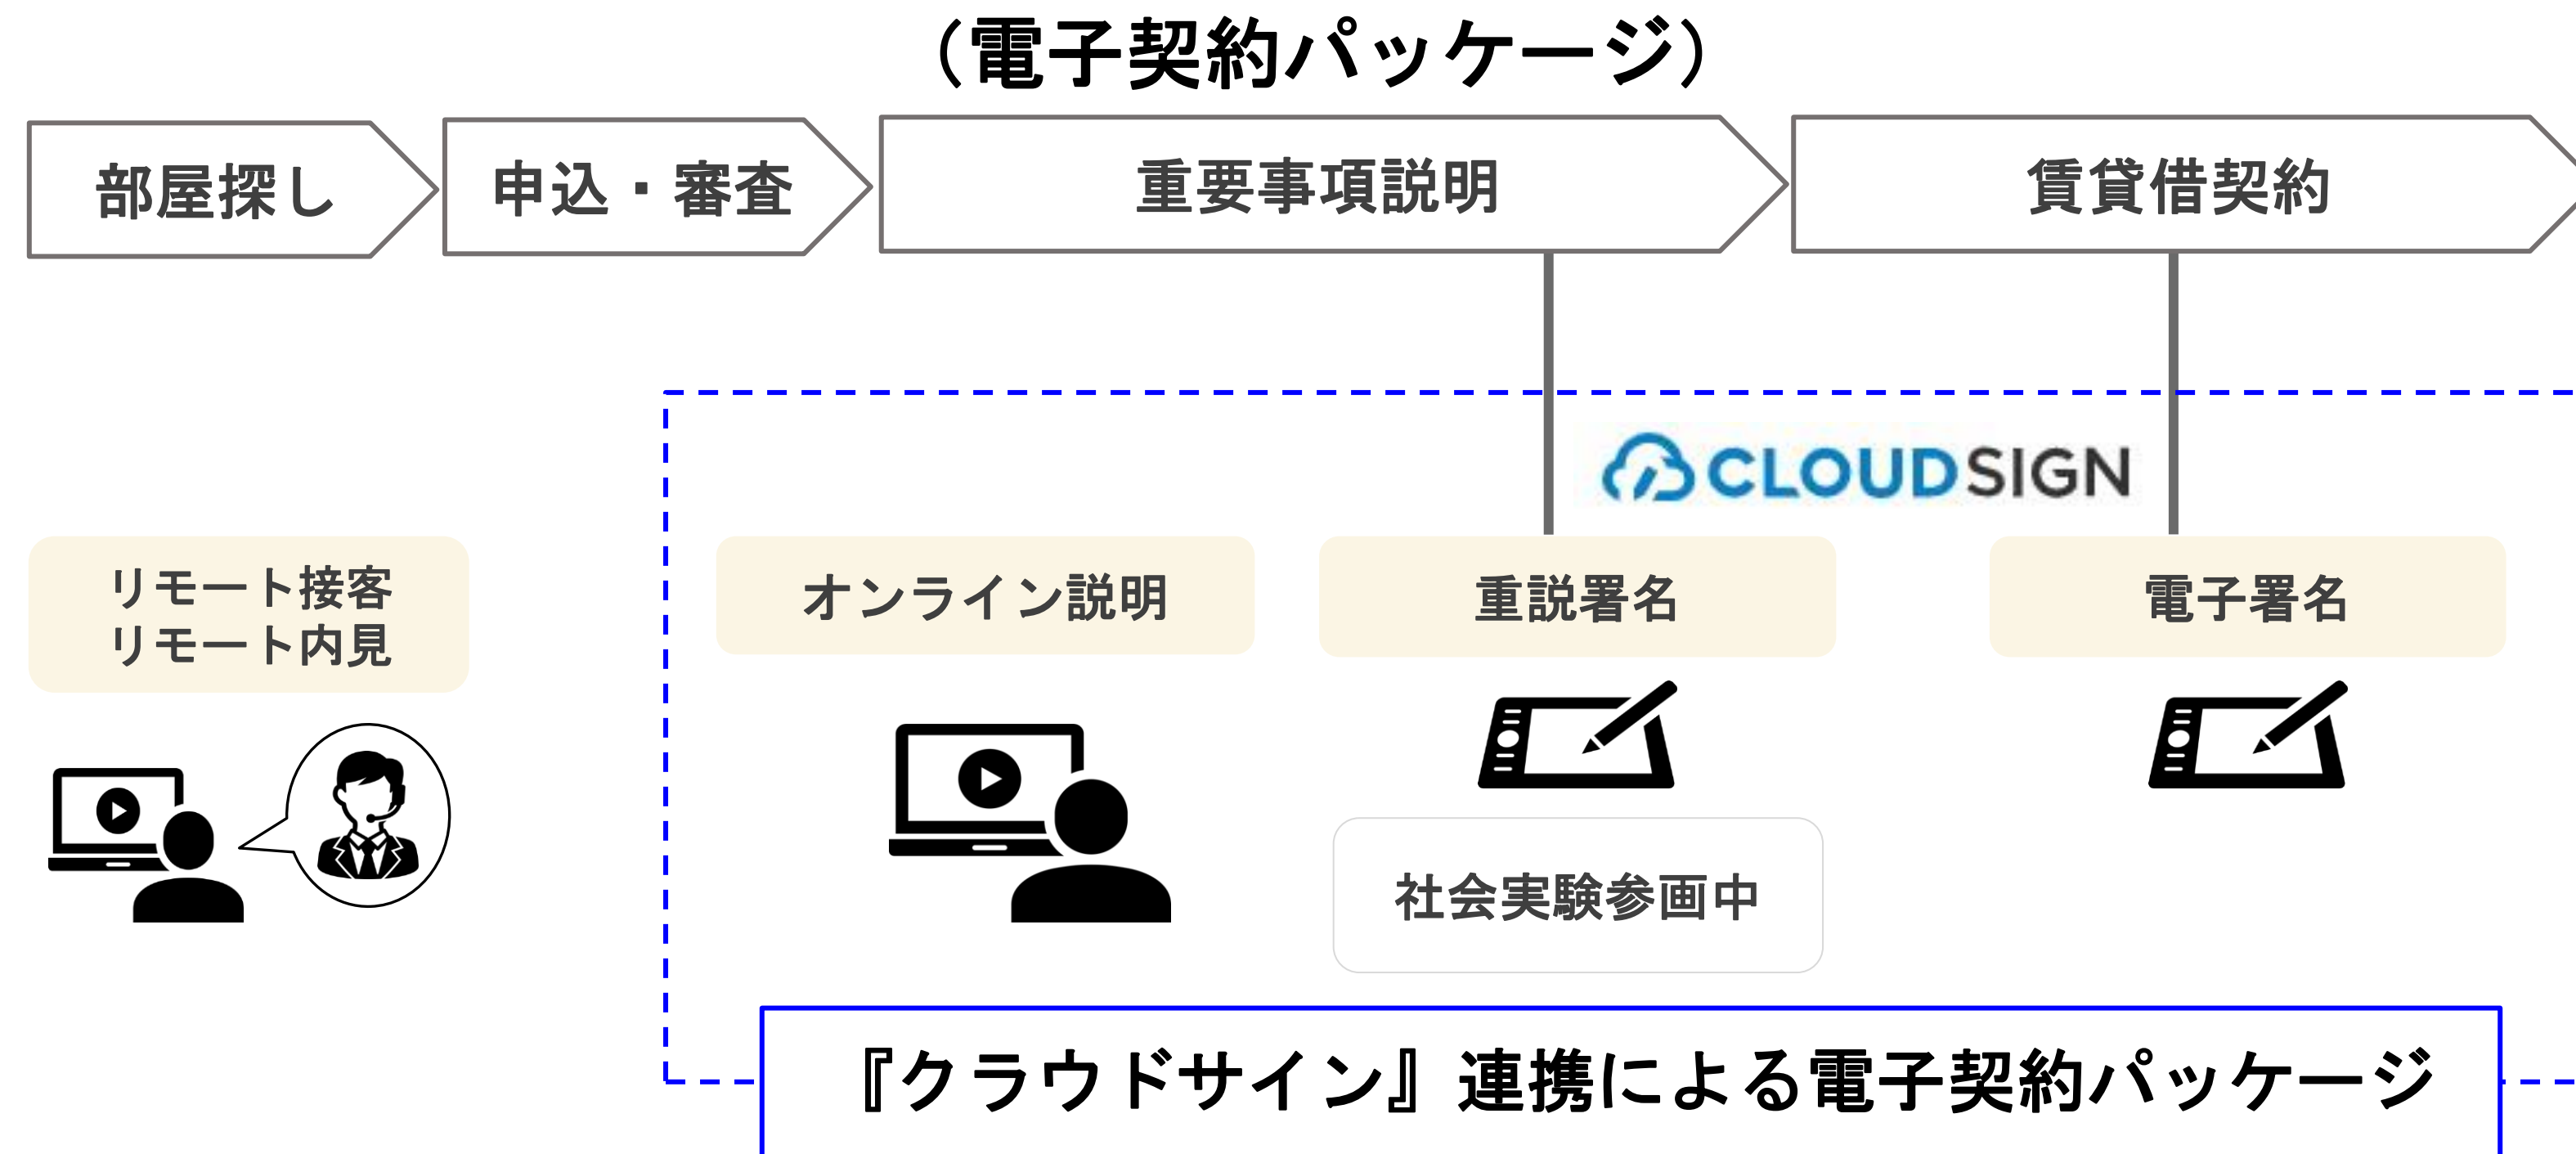 （電子契約パッケージ）
部屋探し
申込・審査
重要事項説明
賃貸借契約
CLOUDSIGN
リモート接客
リモート内見
オンライン説明
重説署名
電子署名
社会実験参画中
『クラウドサイン』連携による電子契約パッケージ